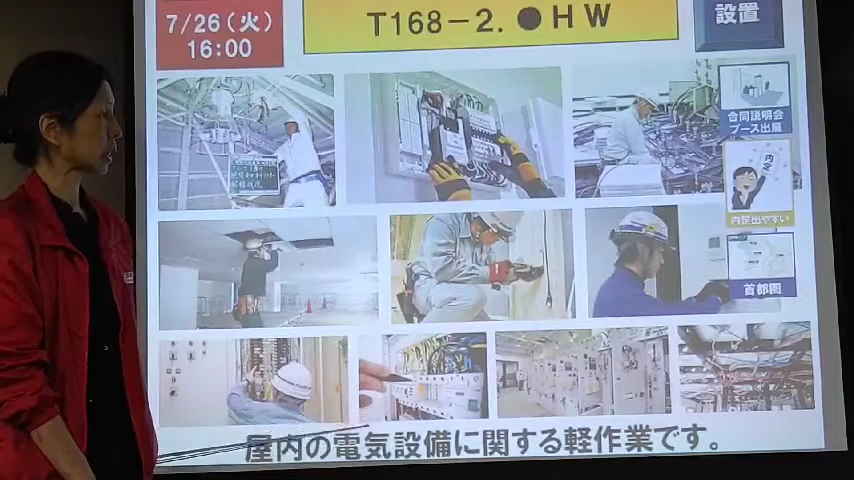 7/26(火)
16:00
T168-2.●HW
設置
合同説明会
ブース出展
内定
内定出やすい
首都圏
屋内の電気設備に関する軽作業です。